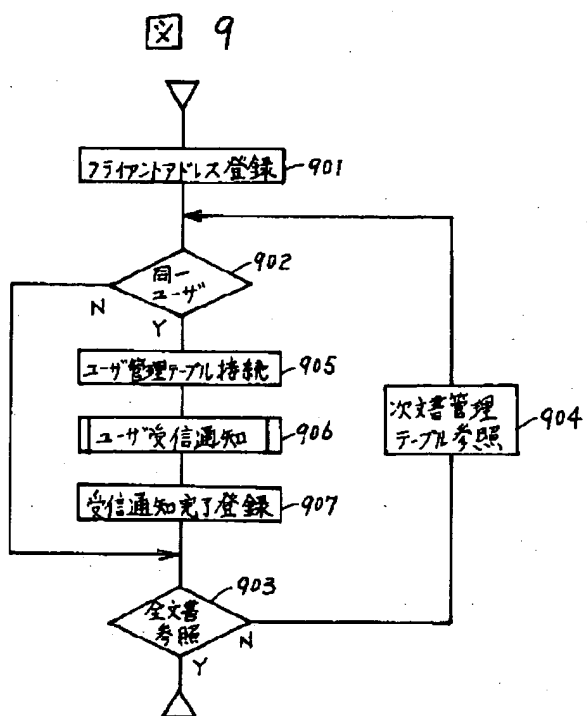 図 9
クライアントアドレス登録
901
同一
ユーザ
902
N
Y
ユーザ管理テーブル持続
905
ユーザ受信通知
906
受信通知完了登録
907
次文書管理
テーブル参照
904
全文書
参照
903
N
Y